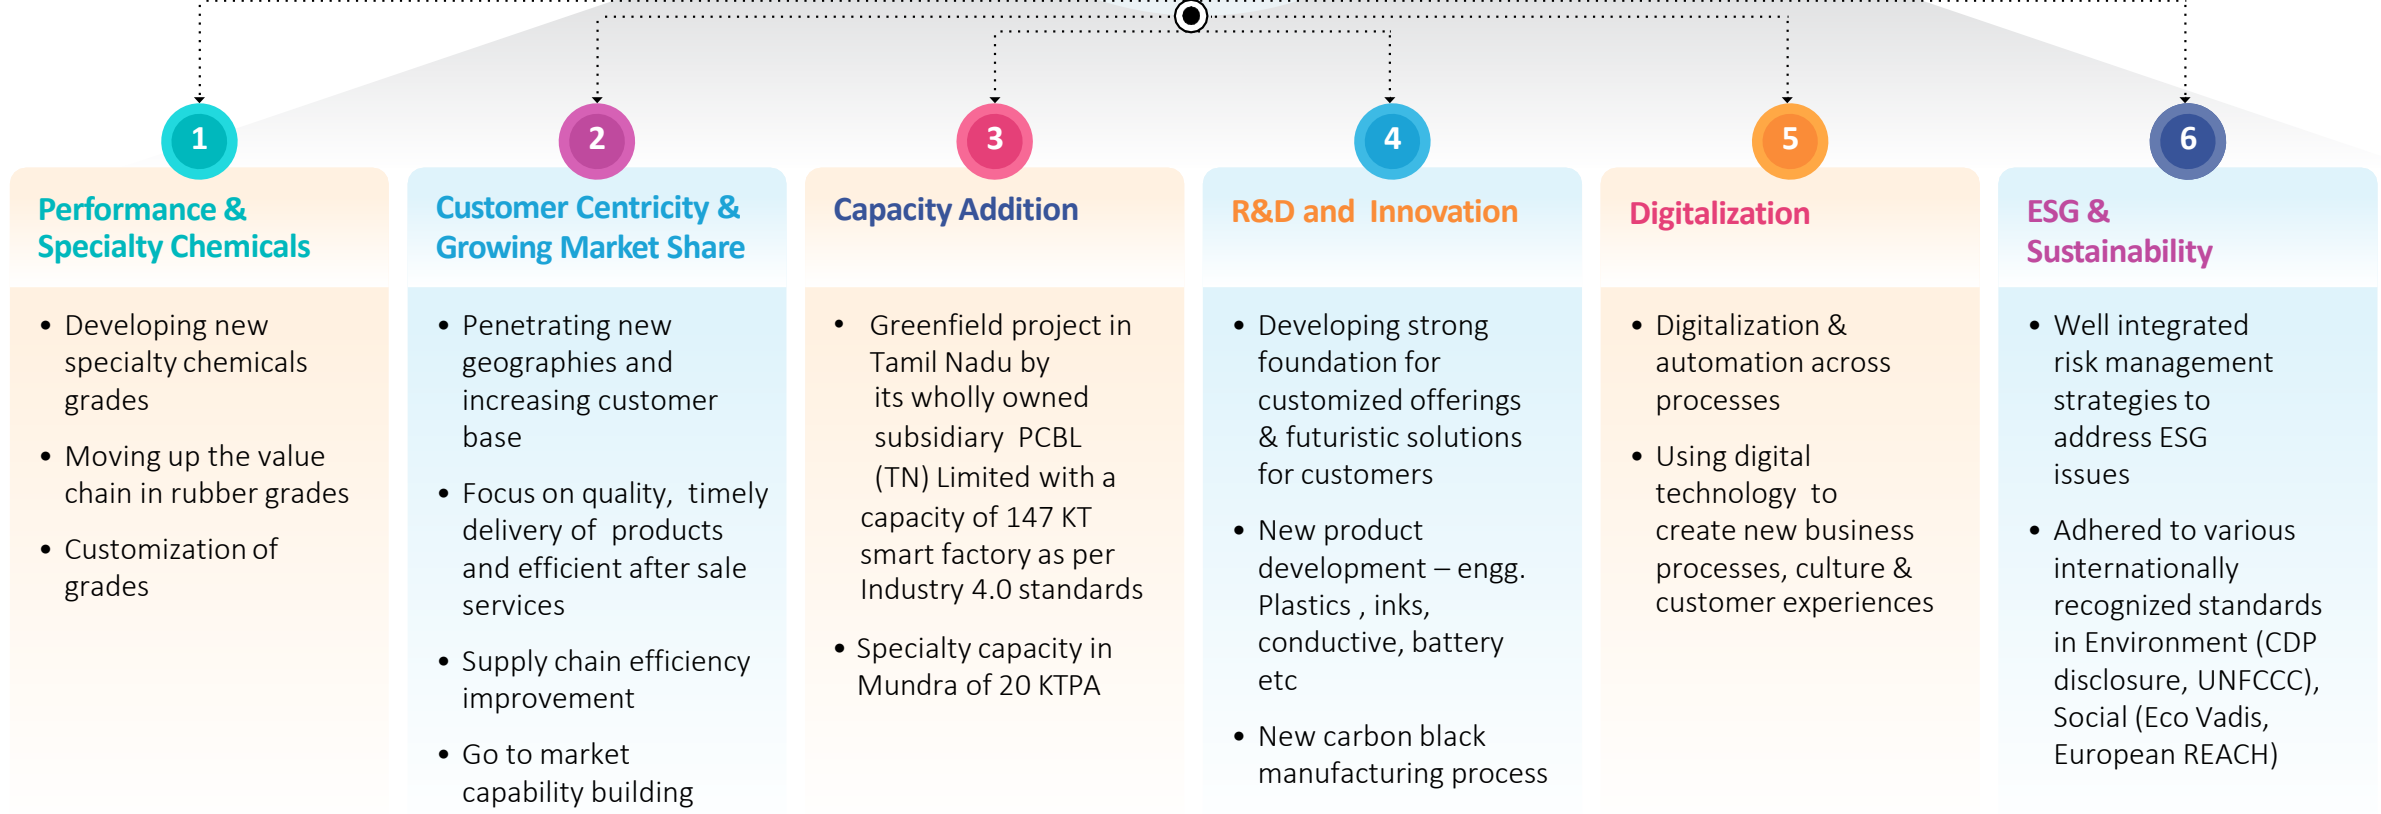 1
Performance &
Specialty Chemicals
• Developing new
specialty chemicals
grades
• Moving up the value
chain in rubber grades
• Customization of
grades
2
Customer Centricity &
Growing Market Share
• Penetrating new
geographies and
increasing customer
base
• Focus on quality, timely
delivery of products
and efficient after sale
services
• Supply chain efficiency
improvement
• Go to market
capability building
3
Capacity Addition
• Greenfield project in
Tamil Nadu by
its wholly owned
subsidiary PCBL
(TN) Limited with a
capacity of 147 KT
smart factory as per
Industry 4.0 standards
• Specialty capacity in
Mundra of 20 KTPA
4
R&D and Innovation
• Developing strong
foundation for
customized offerings
& futuristic solutions
for customers
• New product
development – engg.
Plastics , inks,
conductive, battery
etc
• New carbon black
manufacturing process
5
Digitalization
• Digitalization &
automation across
processes
• Using digital
technology to
create new business
processes, culture &
customer experiences
6
ESG &
Sustainability
• Well integrated
risk management
strategies to
address ESG
issues
• Adhered to various
internationally
recognized standards
in Environment (CDP
disclosure, UNFCCC),
Social (Eco Vadis,
European REACH)